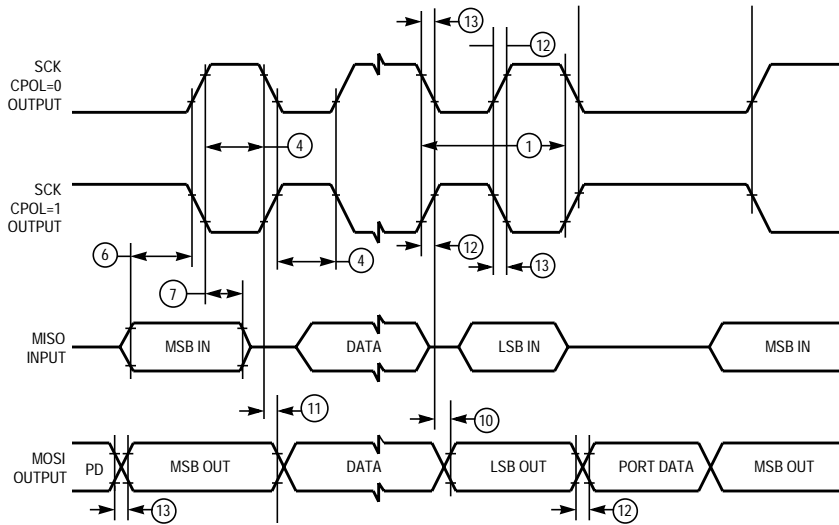 13
12
SCK
CPOL=0
OUTPUT
4
1
SCK
CPOL=1
OUTPUT
6
12
4
13
7
MISO
INPUT
MSB IN
DATA
LSB IN
MSB IN
11
10
MOSI
OUTPUT
PD
MSB OUT
DATA
LSB OUT
PORT DATA
MSB OUT
13
12